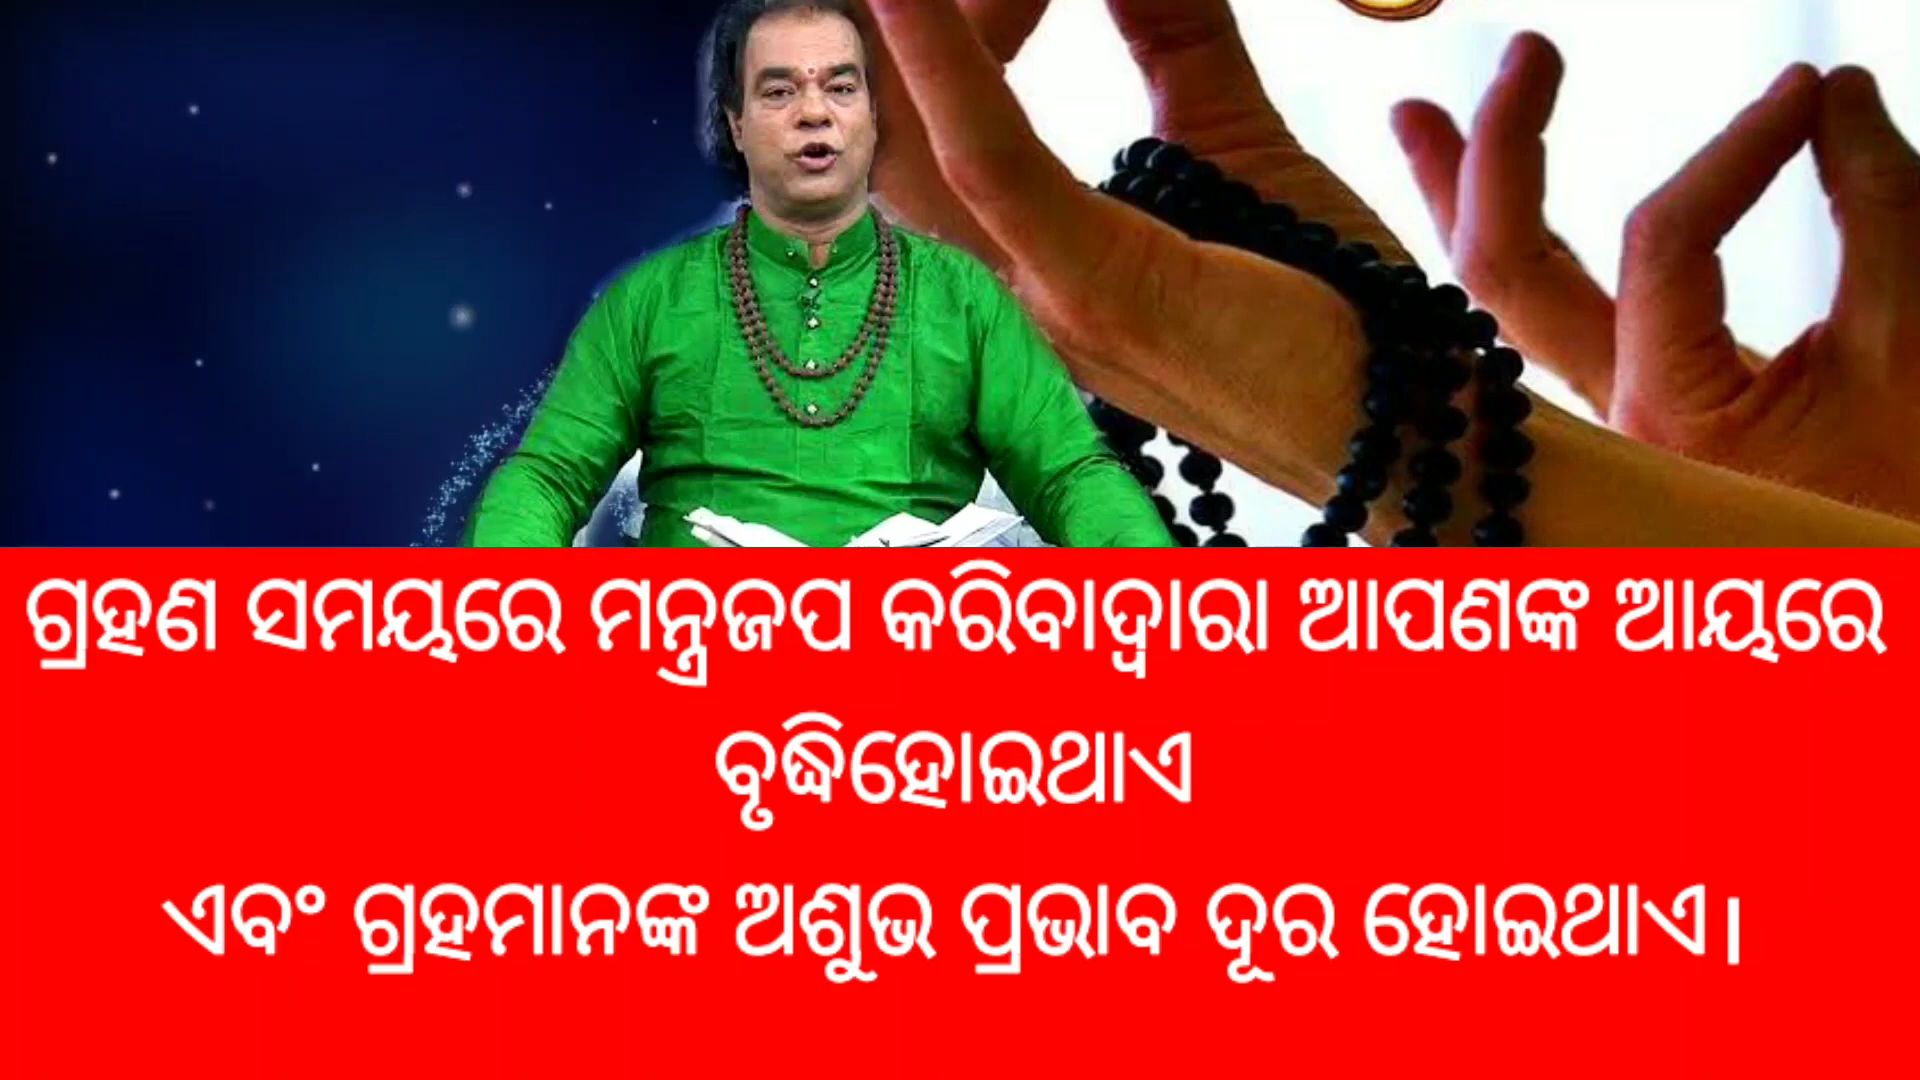 ଗ୍ରହଣ ସମୟରେ ମନ୍ତ୍ରଜପ କରିବାଦ୍ୱାରା ଆପଣଙ୍କ ଆୟରେ
ବୃଦ୍ଧିହୋଇଥାଏ
ଏବଂ ଗ୍ରହମାନଙ୍କ ଅଶୁଭ ପ୍ରଭାବ ଦୂର ହୋଇଥାଏ।